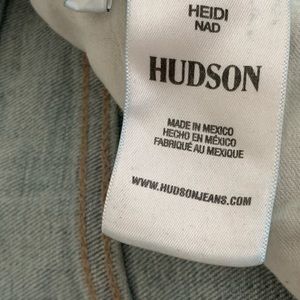 HEIDI
NAD
HUDSON
MADE IN MEXICO
HECHO EN MÉXICO
FABRIQUÉ AU MEXIQUE
WWW.HUDSONJEANS.COM